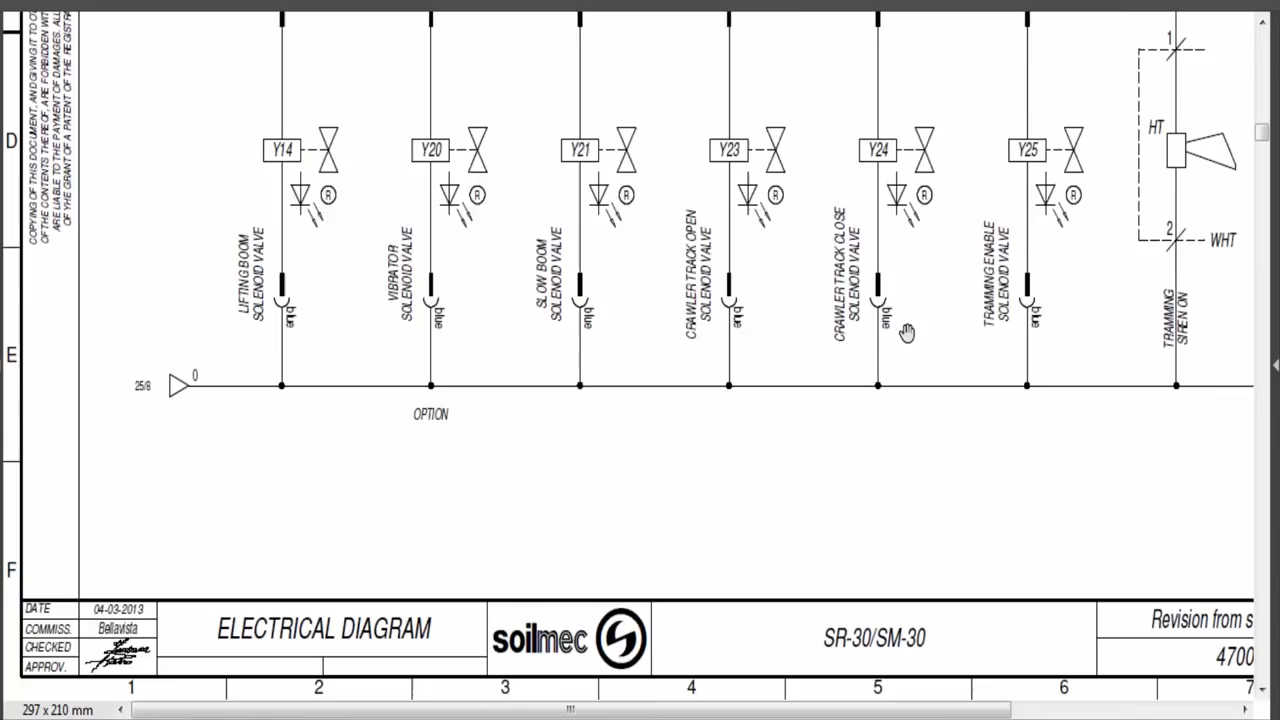 COPYING OF THIS DOCUMENT, AND GIVING IT TO O
OF THE CONTENTS THEREOF, ARE FORBIDDEN WIT
ARE LIABLE TO THE PAYMENT OF DAMAGES. ALL
OF YHE GRANT OF A PATENT OF THE REGISTRA
D
E
F
1
HT
Y14
Y20
Y21
Y23
Y24
Y25
R
R
R
R
R
R
2
WHT
LIFTING BOOM
SOLENOID VALVE
VIBRATOR
SOLENOID VALVE
SLOW BOOM
SOLENOID VALVE
CRAWLER TRACK OPEN
SOLENOID VALVE
CRAWLER TRACK CLOSE
SOLENOID VALVE
TRAMMING ENABLE
SOLENOID VALVE
TRAMMING
SIREN ON
blue
blue
blue
blue
blue
blue
25/8
0
OPTION
DATE
04-03-2013
COMMISS.
Bellavista
CHECKED
APPROV.
ELECTRICAL DIAGRAM
soilmec
SR-30/SM-30
Revision from s
4700
1
2
3
4
5
6
7
297 x 210 mm